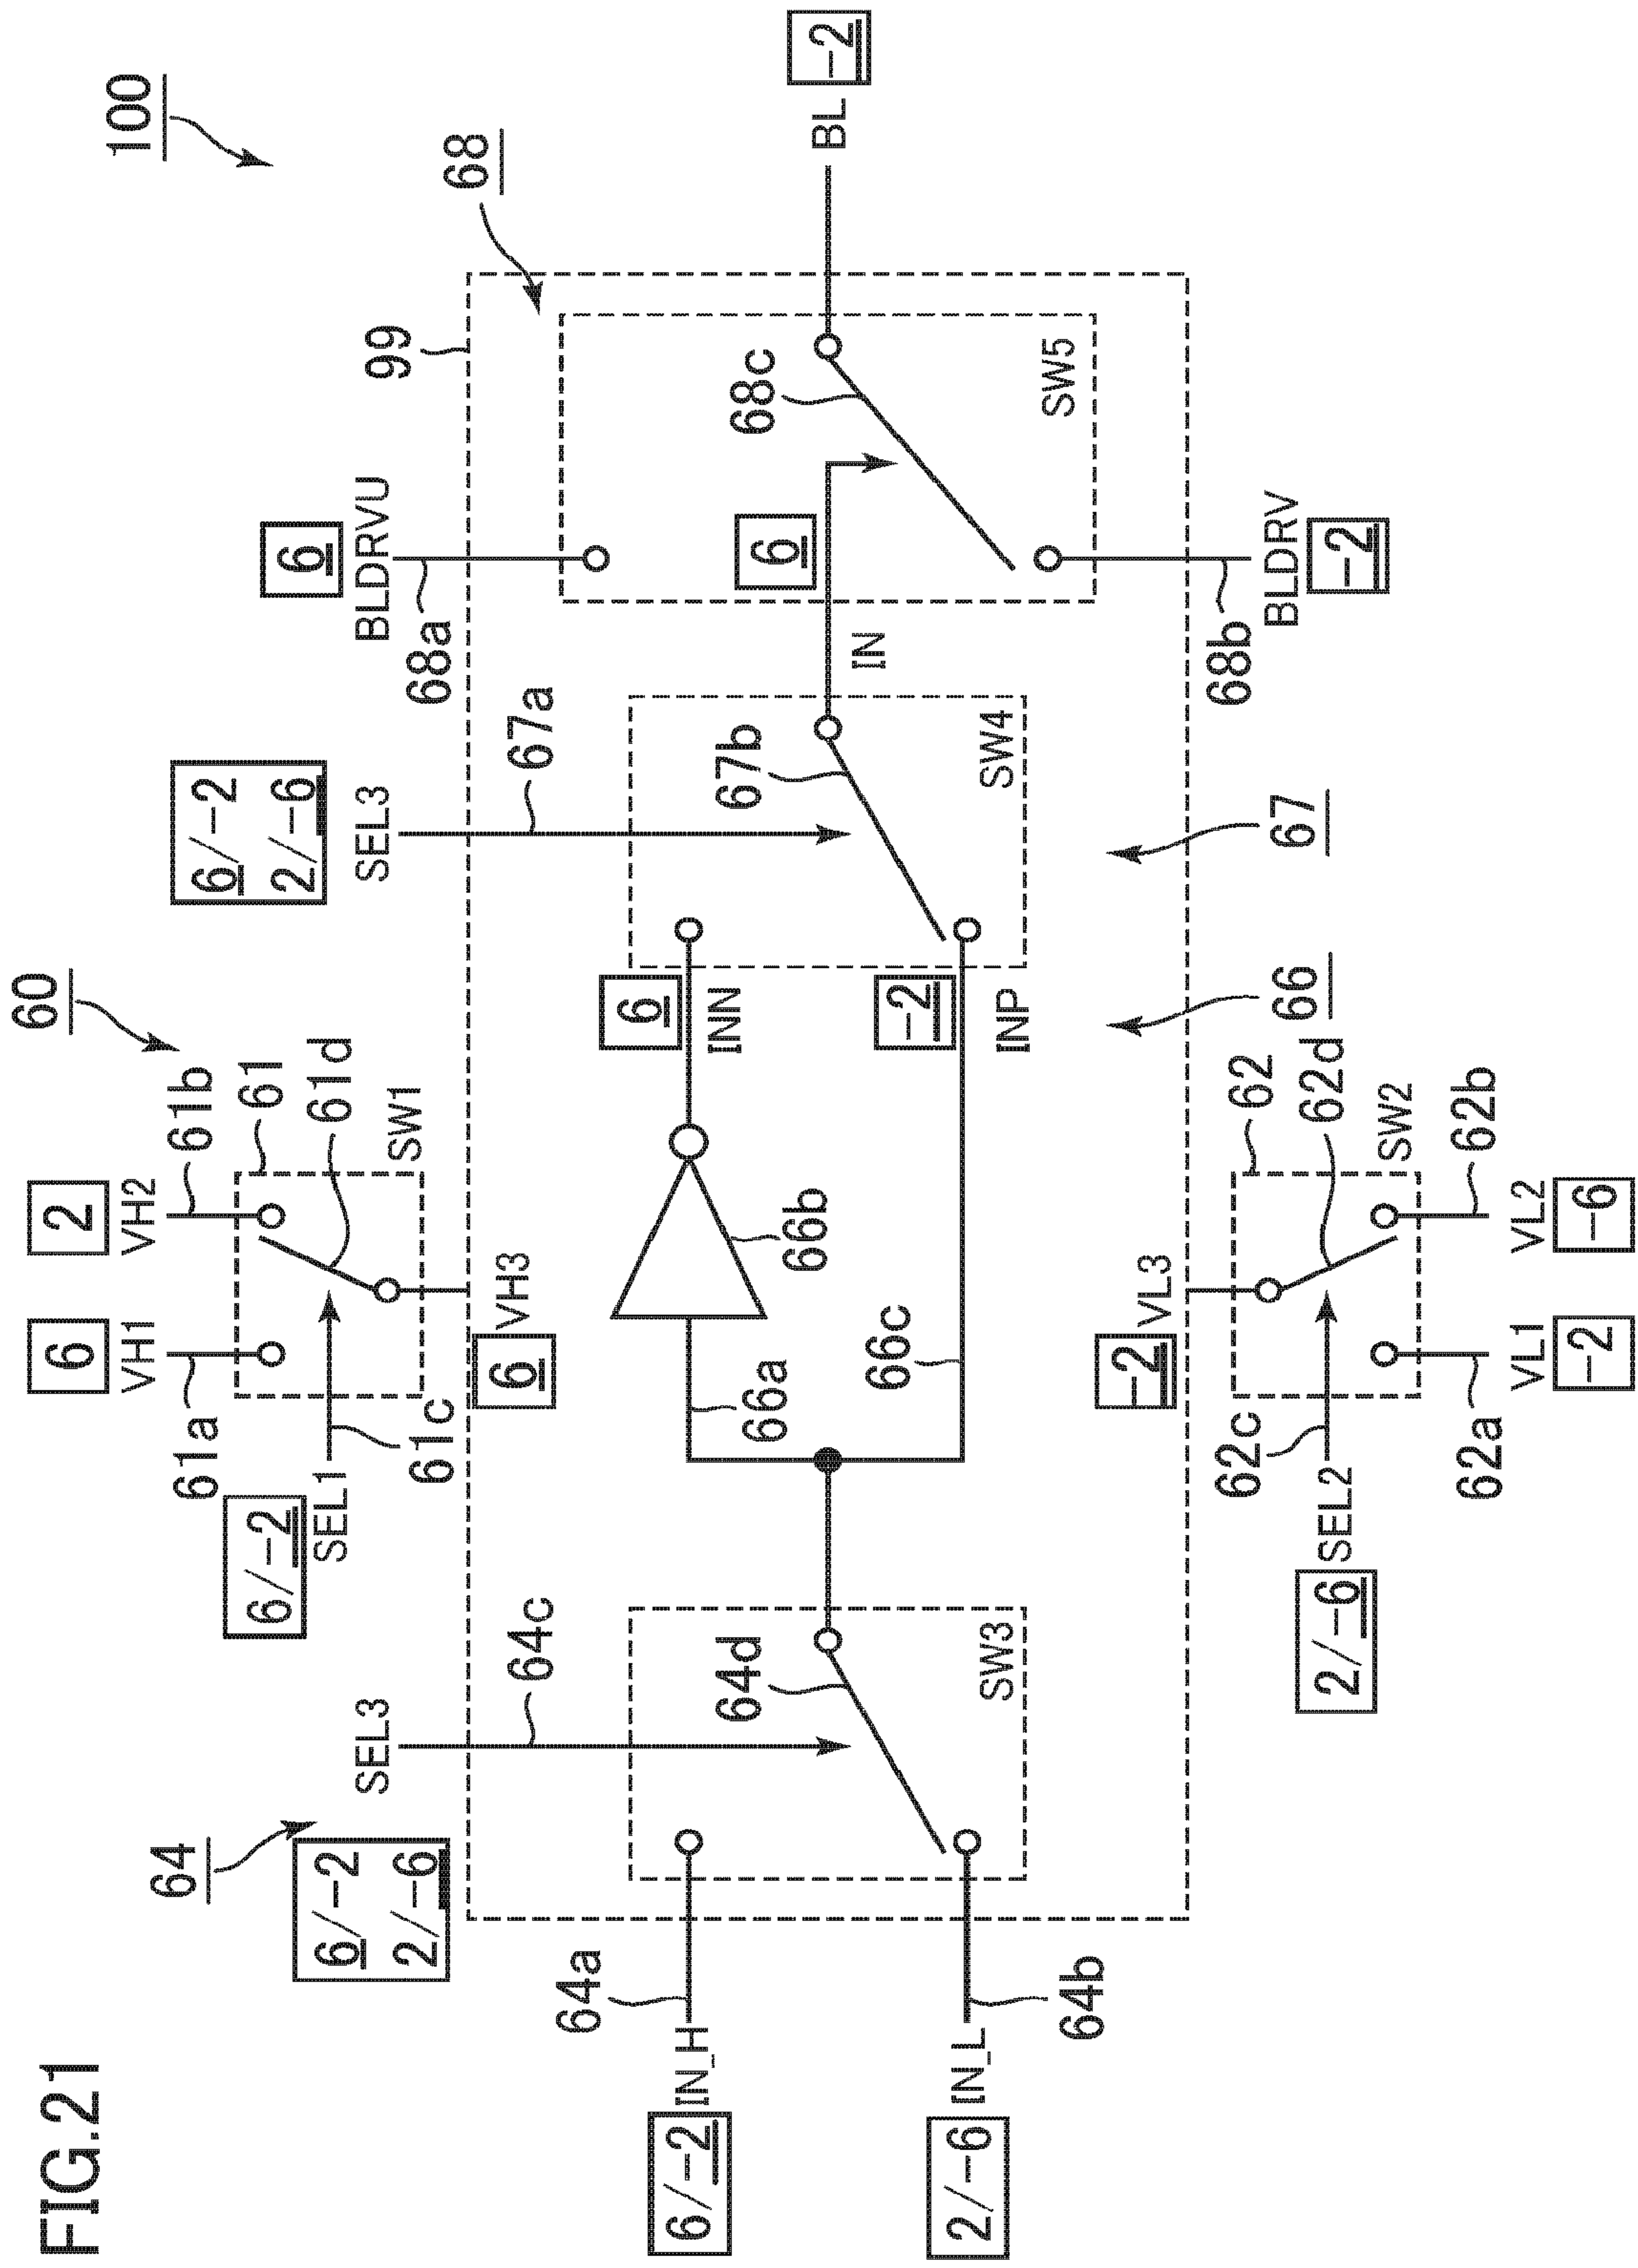 FIG.21
100
60
64
66
67
68
99
6
VH1
2
VH2
61a
61b
61
61d
SW1
6/−2
SEL1
61c
VH3
6
6/−2
2/−6
SEL3
64c
6/−2
2/−6
SEL3
67a
6
BLDRVU
68a
6/−2
IN_H
64a
2/−6
IN_L
64b
64d
SW3
66a
66b
66c
6
INN
−2
INP
67b
SW4
IN
6
68c
SW5
BL
−2
68b
BLDRV
−2
−2
VL3
62
62d
SW2
2/−6
SEL2
62c
62a
62b
VL1
−2
VL2
−6